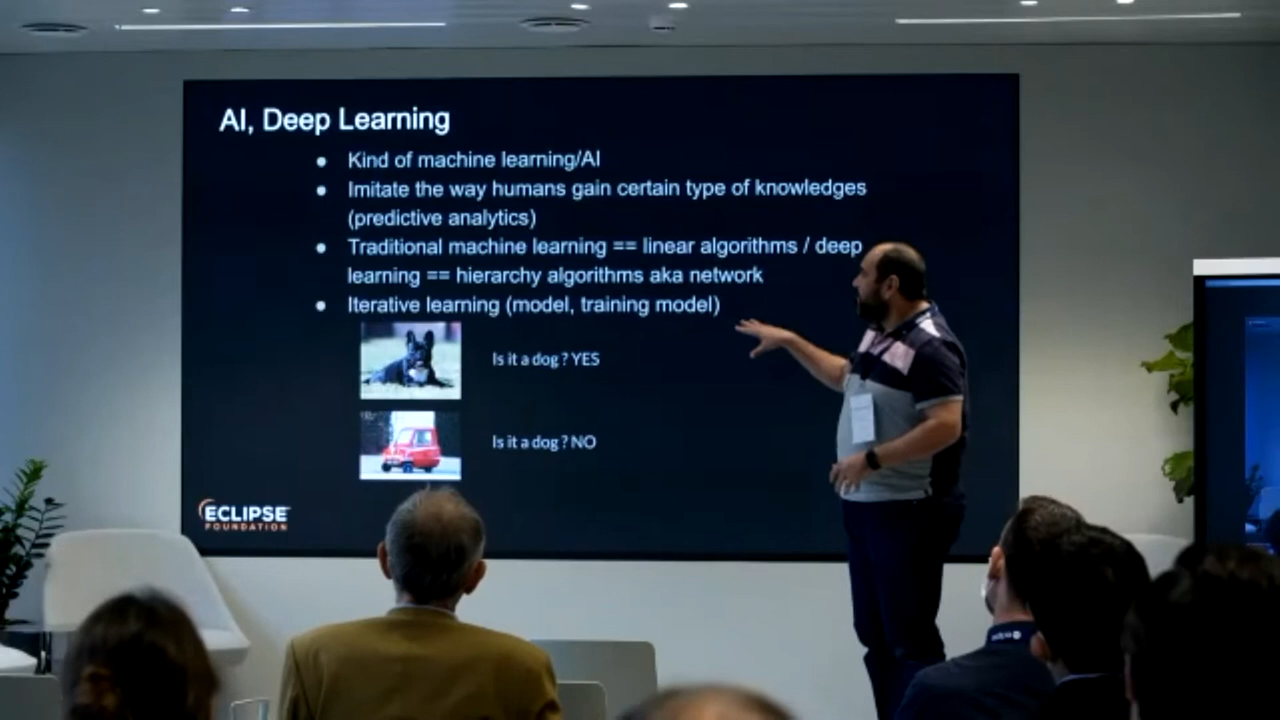 AI, Deep Learning
● Kind of machine learning/AI
● Imitate the way humans gain certain type of knowledges
(predictive analytics)
● Traditional machine learning == linear algorithms / deep
learning == hierarchy algorithms aka network
● Iterative learning (model, training model)
Is it a dog ? YES
Is it a dog ? NO
ECLIPSE
FOUNDATION